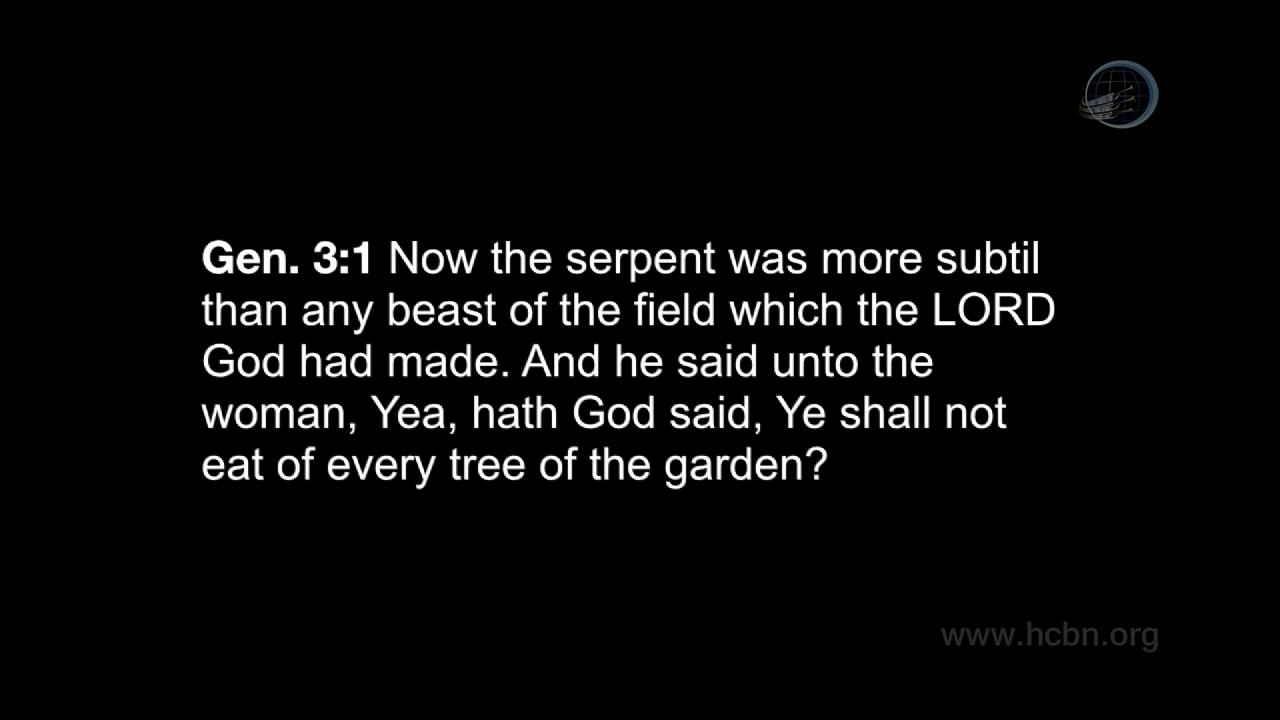 Gen. 3:1 Now the serpent was more subtil
than any beast of the field which the LORD
God had made. And he said unto the
woman, Yea, hath God said, Ye shall not
eat of every tree of the garden?
www.hcbn.org